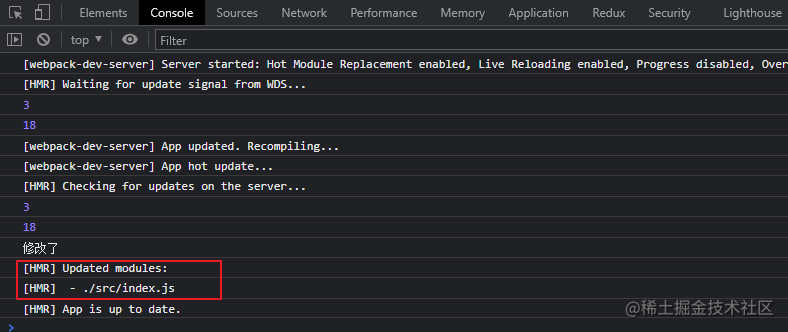 Elements Console Sources Network Performance Memory Application Redux Security Lighthouse
top Filter
[webpack-dev-server] Server started: Hot Module Replacement enabled, Live Reloading enabled, Progress disabled, Over
[HMR] Waiting for update signal from WDS...
3
18
[webpack-dev-server] App updated. Recompiling...
[webpack-dev-server] App hot update...
[HMR] Checking for updates on the server...
3
18
修改了
[HMR] Updated modules:
[HMR]  - ./src/index.js
[HMR] App is up to date.
@稀土掘金技术社区